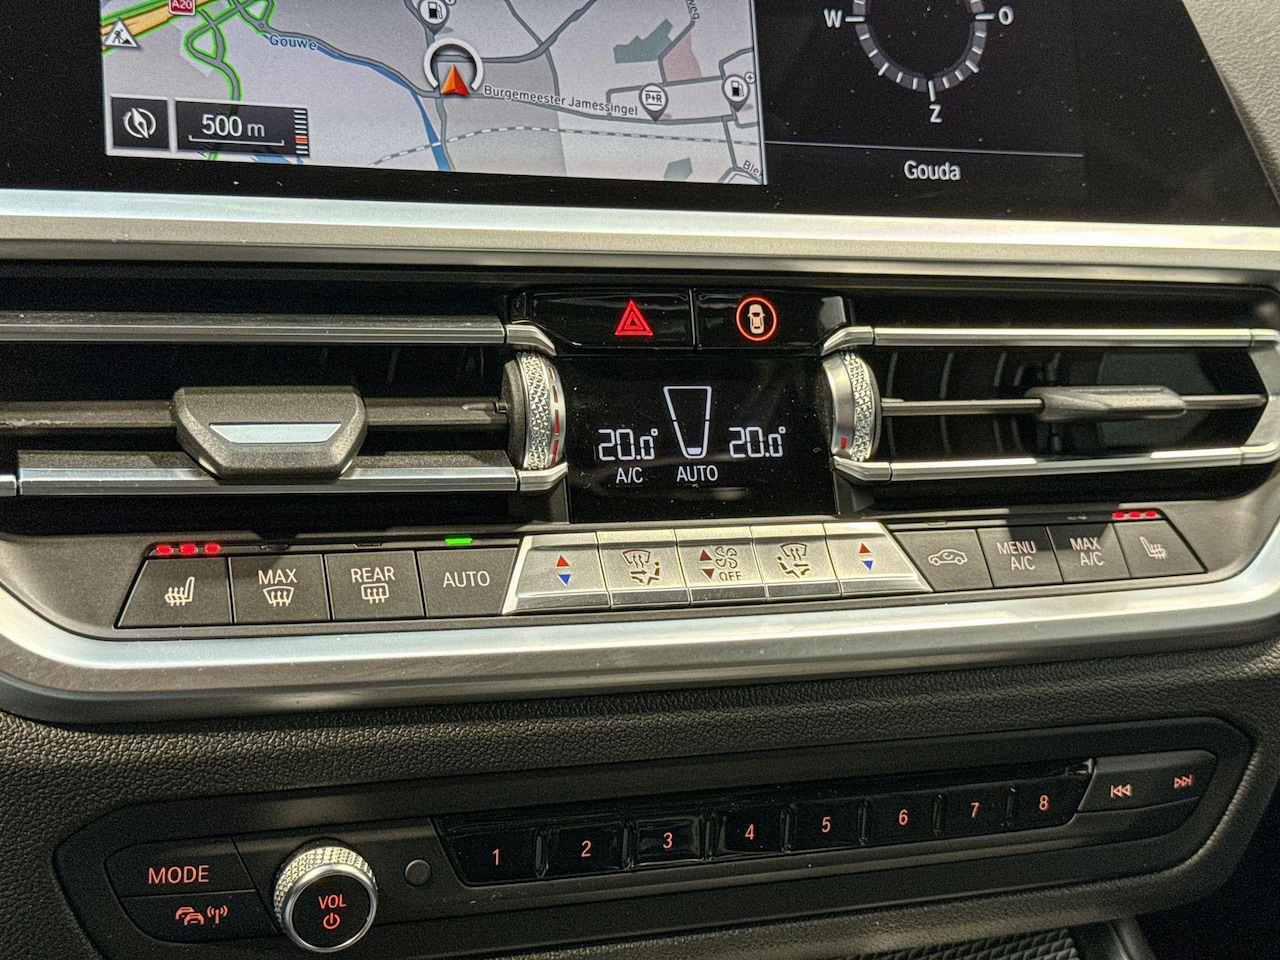 A20
Gouwe
Burgemeester Jamessingel
P+R
500 m
W
O
Z
Gouda
20.0°
20.0°
A/C
AUTO
MAX
REAR
AUTO
OFF
MENU
A/C
MAX
A/C
MODE
VOL
1
2
3
4
5
6
7
8